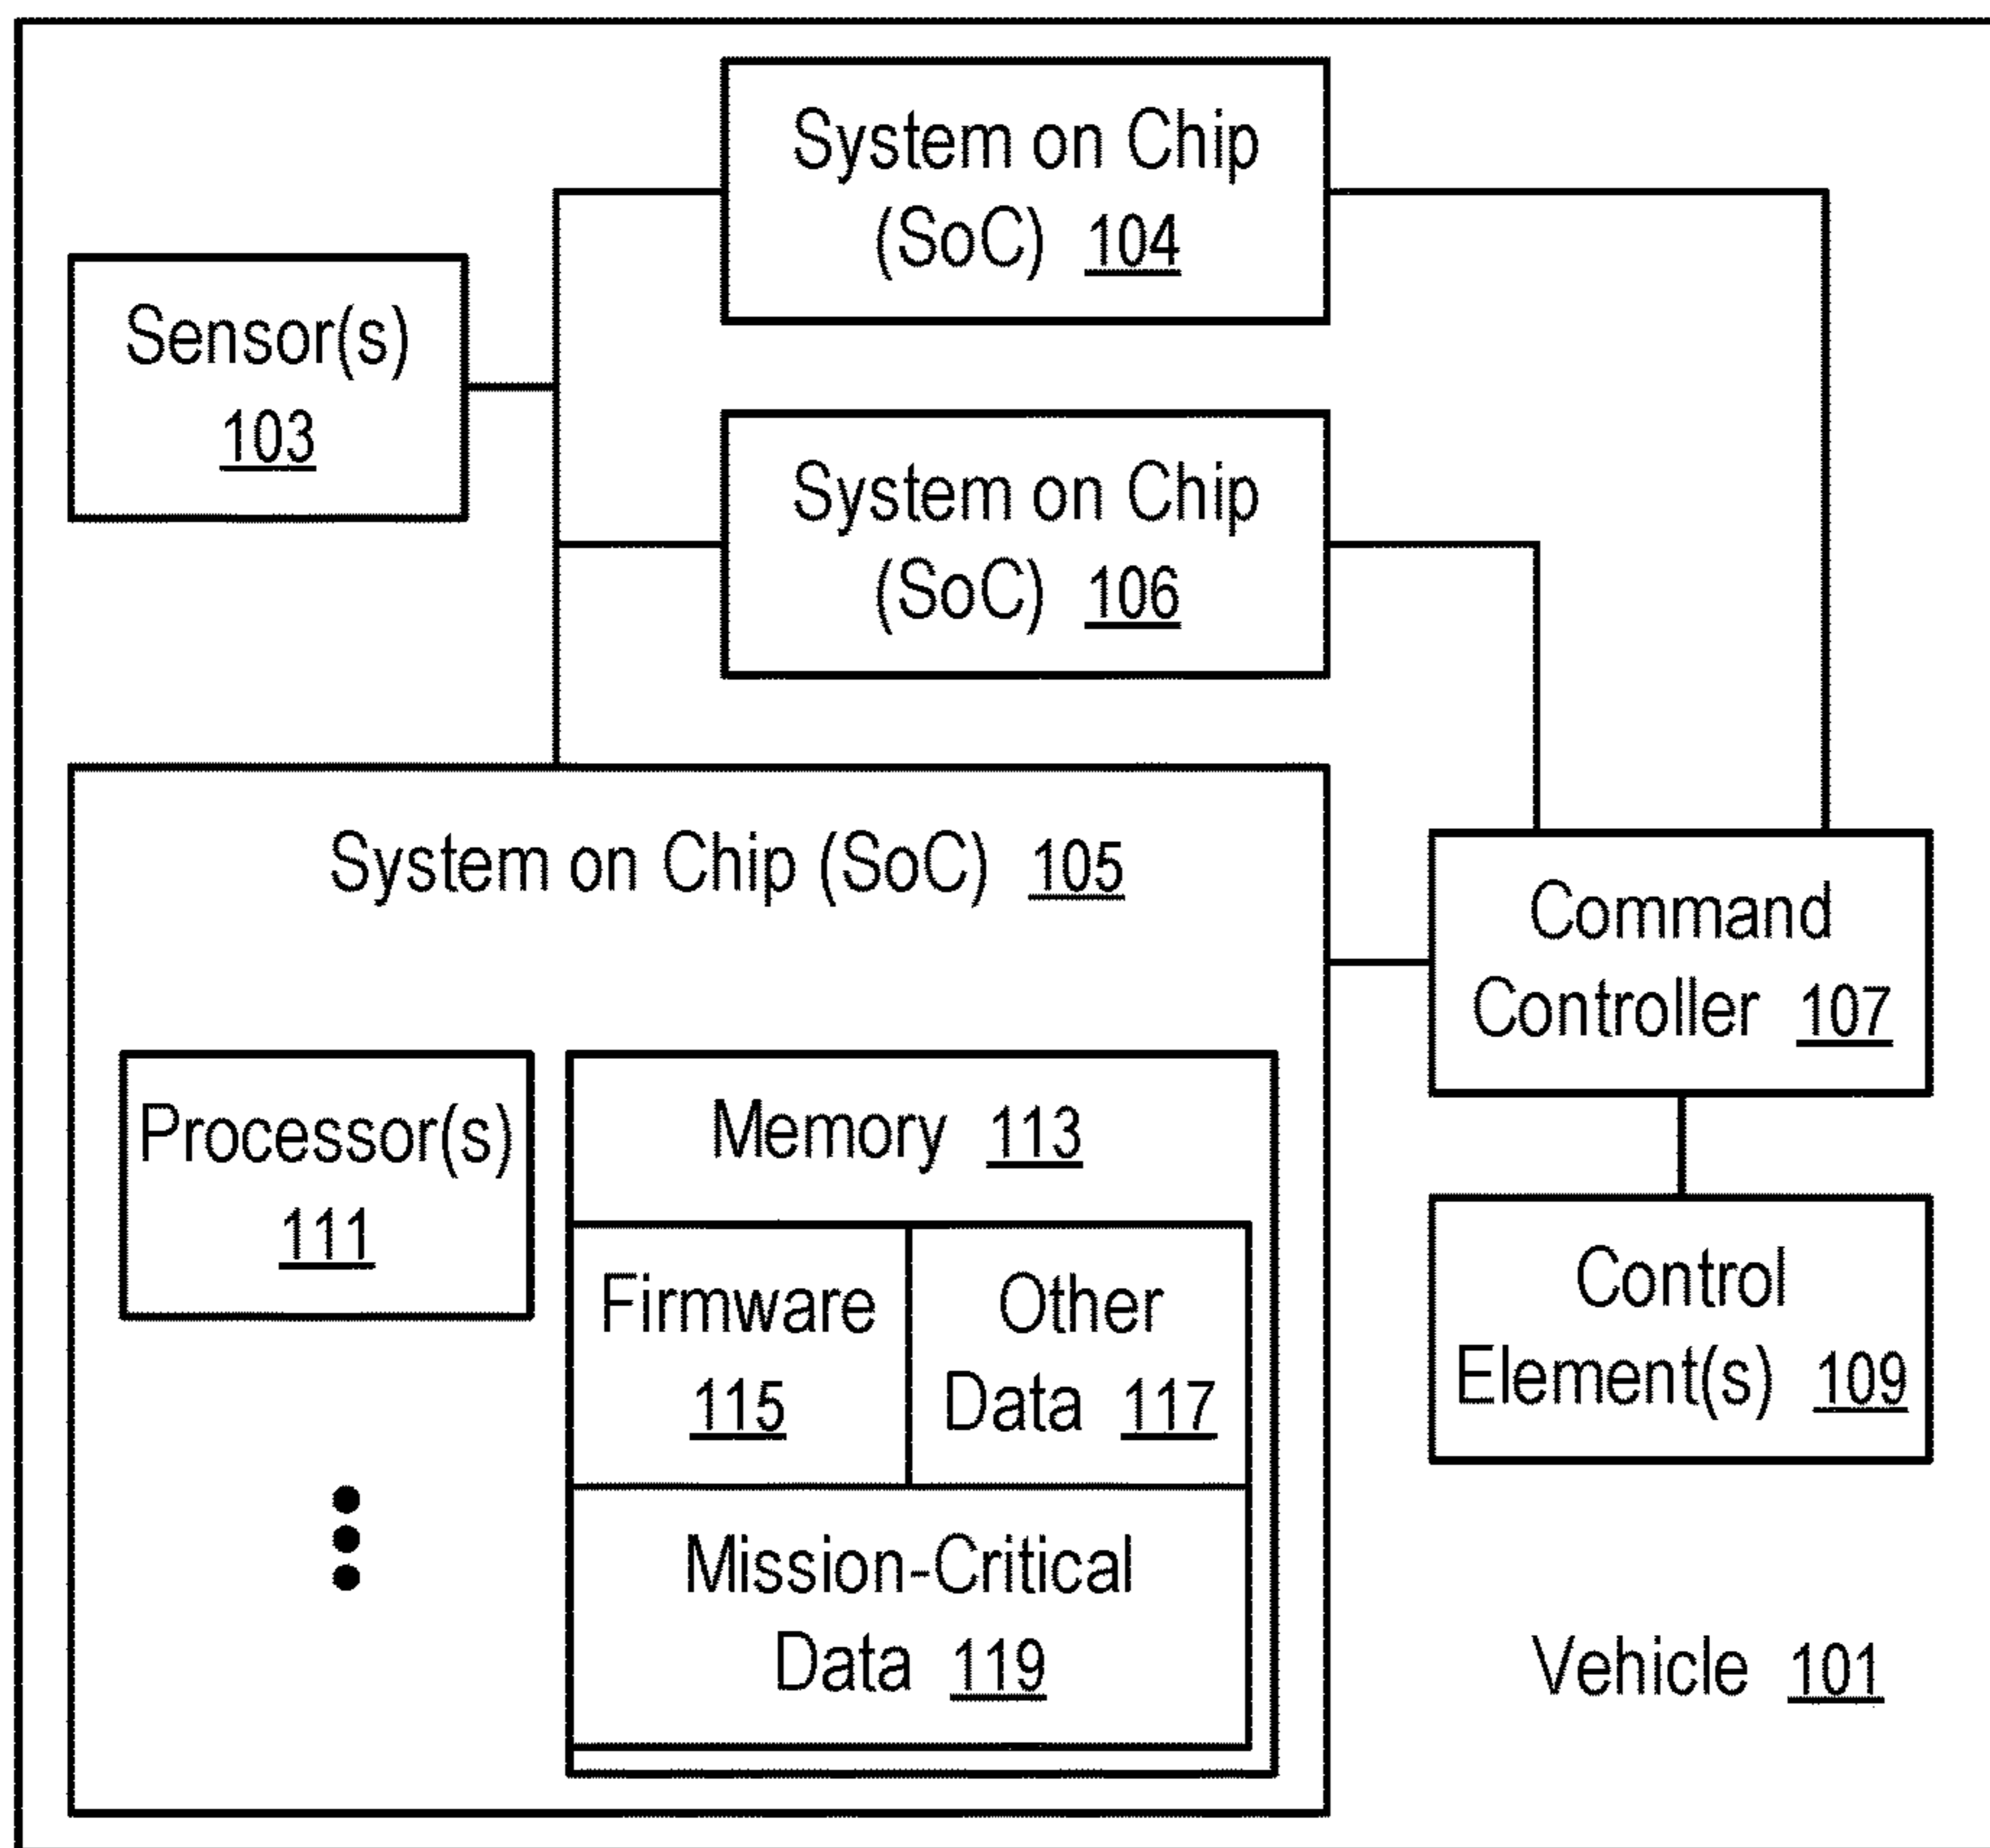 System on Chip
(SoC) 104
Sensor(s)
103
System on Chip
(SoC) 106
System on Chip (SoC) 105
Command
Controller 107
Processor(s)
111
Memory 113
Firmware
115
Other
Data 117
Control
Element(s) 109
Mission-Critical
Data 119
Vehicle 101